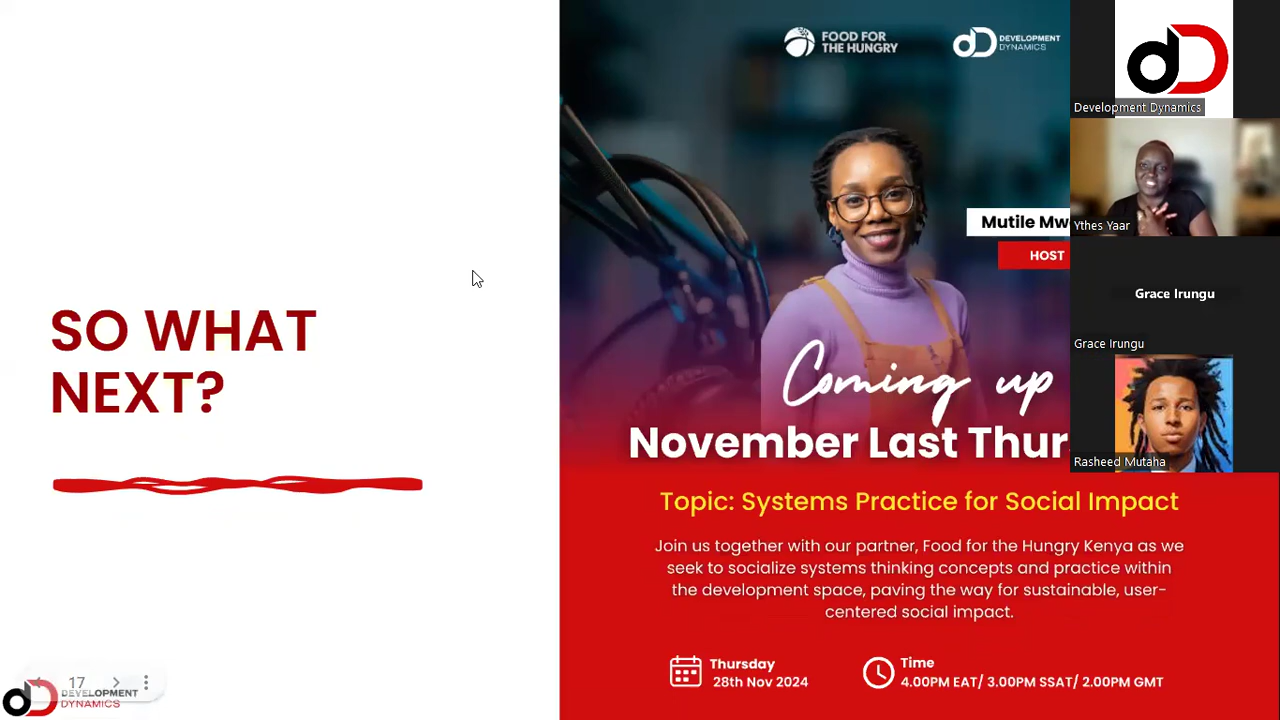 SO WHAT
NEXT?
17
DEVELOPMENT
DYNAMICS
FOOD FOR
THE HUNGRY
DEVELOPMENT
DYNAMICS
Mutile
HOST
Coming up
November Last
Topic: Systems Practice for Social Impact
Join us together with our partner, Food for the Hungry Kenya as we
seek to socialize systems thinking concepts and practice within
the development space, paving the way for sustainable, user-
centered social impact.
Thursday
28th Nov 2024
Time
4.00PM EAT/ 3.00PM SSAT/ 2.00PM GMT
dD
Development Dynamics
Ythes Yaar
Grace Irungu
Grace Irungu
Rasheed Mutaha